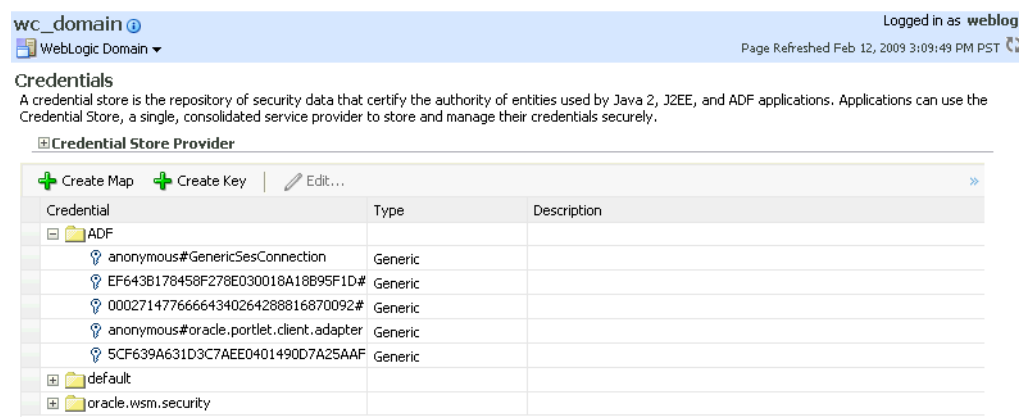 wc_domain
Logged in as weblog
WebLogic Domain
Page Refreshed Feb 12, 2009 3:09:49 PM PST
Credentials
A credential store is the repository of security data that certify the authority of entities used by Java 2, J2EE, and ADF applications. Applications can use the
Credential Store, a single, consolidated service provider to store and manage their credentials securely.
Credential Store Provider
Create Map Create Key Edit... »
Credential Type Description
ADF
anonymous#GenericSesConnection Generic
EF643B178458F278E030018A18B95F1D# Generic
00027147766664340264288816870092# Generic
anonymous#oracle.portlet.client.adapter Generic
5CF639A631D3C7AEE0401490D7A25AAF Generic
default
oracle.wsm.security